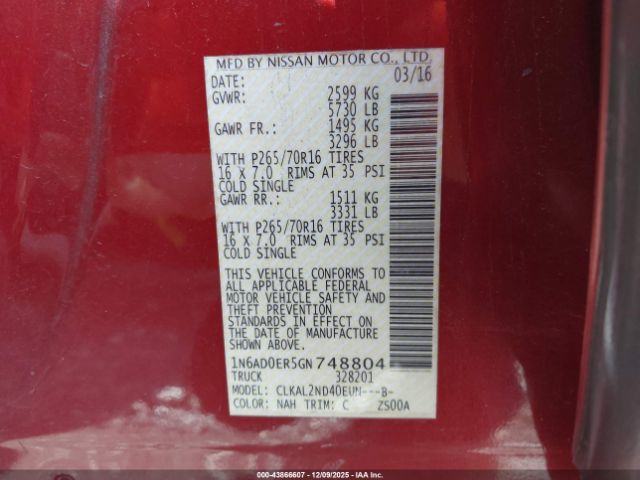 MFD BY NISSAN MOTOR CO., LTD.
DATE: 03/16
GVWR: 2599 KG
5730 LB
GAWR FR.: 1495 KG
3296 LB
WITH P265/70R16 TIRES
16 X 7.0 RIMS AT 35 PSI
COLD SINGLE
GAWR RR.: 1511 KG
3331 LB
WITH P265/70R16 TIRES
16 X 7.0 RIMS AT 35 PSI
COLD SINGLE
THIS VEHICLE CONFORMS TO
ALL APPLICABLE FEDERAL
MOTOR VEHICLE SAFETY AND
THEFT PREVENTION
STANDARDS IN EFFECT ON
THE DATE OF MANUFACTURE
SHOWN ABOVE.
1N6AD0ER5GN748804
TRUCK 328201
MODEL: CLKAL2ND40EUN---B-
COLOR: NAH TRIM: C ZS00A
250-43866607 - 12/09/2025 - IAA